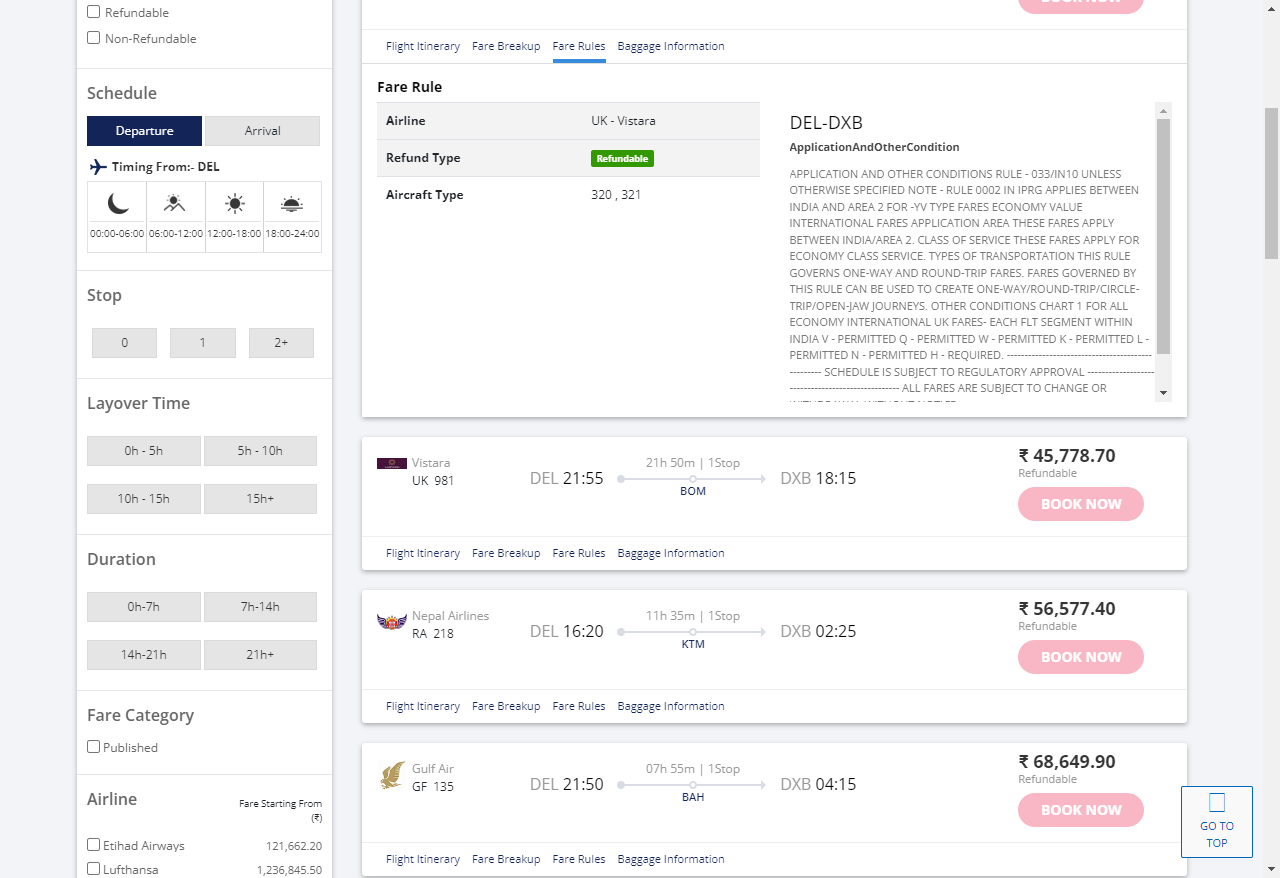 Refundable
Non-Refundable
Schedule
Departure
Arrival
Timing From:- DEL
00:00-06:00
06:00-12:00
12:00-18:00
18:00-24:00
Stop
0
1
2+
Layover Time
0h - 5h
5h - 10h
10h - 15h
15h+
Duration
0h-7h
7h-14h
14h-21h
21h+
Fare Category
Published
Airline
Fare Starting From
(₹)
Etihad Airways
121,662.20
Lufthansa
1,236,845.50
Flight Itinerary
Fare Breakup
Fare Rules
Baggage Information
Fare Rule
Airline
UK - Vistara
Refund Type
Refundable
Aircraft Type
320 , 321
DEL-DXB
ApplicationAndOtherCondition
APPLICATION AND OTHER CONDITIONS RULE - 033/IN10 UNLESS
OTHERWISE SPECIFIED NOTE - RULE 0002 IN IPRG APPLIES BETWEEN
INDIA AND AREA 2 FOR -YV TYPE FARES ECONOMY VALUE
INTERNATIONAL FARES APPLICATION AREA THESE FARES APPLY
BETWEEN INDIA/AREA 2. CLASS OF SERVICE THESE FARES APPLY FOR
ECONOMY CLASS SERVICE. TYPES OF TRANSPORTATION THIS RULE
GOVERNS ONE-WAY AND ROUND-TRIP FARES. FARES GOVERNED BY
THIS RULE CAN BE USED TO CREATE ONE-WAY/ROUND-TRIP/CIRCLE-
TRIP/OPEN-JAW JOURNEYS. OTHER CONDITIONS CHART 1 FOR ALL
ECONOMY INTERNATIONAL UK FARES- EACH FLT SEGMENT WITHIN
INDIA V - PERMITTED Q - PERMITTED W - PERMITTED K - PERMITTED L -
PERMITTED N - PERMITTED H - REQUIRED. -----------------------------------------
--------- SCHEDULE IS SUBJECT TO REGULATORY APPROVAL -------------------
------------------------------- ALL FARES ARE SUBJECT TO CHANGE OR
Vistara
UK 981
DEL 21:55
21h 50m | 1Stop
BOM
DXB 18:15
₹ 45,778.70
Refundable
BOOK NOW
Flight Itinerary
Fare Breakup
Fare Rules
Baggage Information
Nepal Airlines
RA 218
DEL 16:20
11h 35m | 1Stop
KTM
DXB 02:25
₹ 56,577.40
Refundable
BOOK NOW
Flight Itinerary
Fare Breakup
Fare Rules
Baggage Information
Gulf Air
GF 135
DEL 21:50
07h 55m | 1Stop
BAH
DXB 04:15
₹ 68,649.90
Refundable
BOOK NOW
Flight Itinerary
Fare Breakup
Fare Rules
Baggage Information
GO TO
TOP